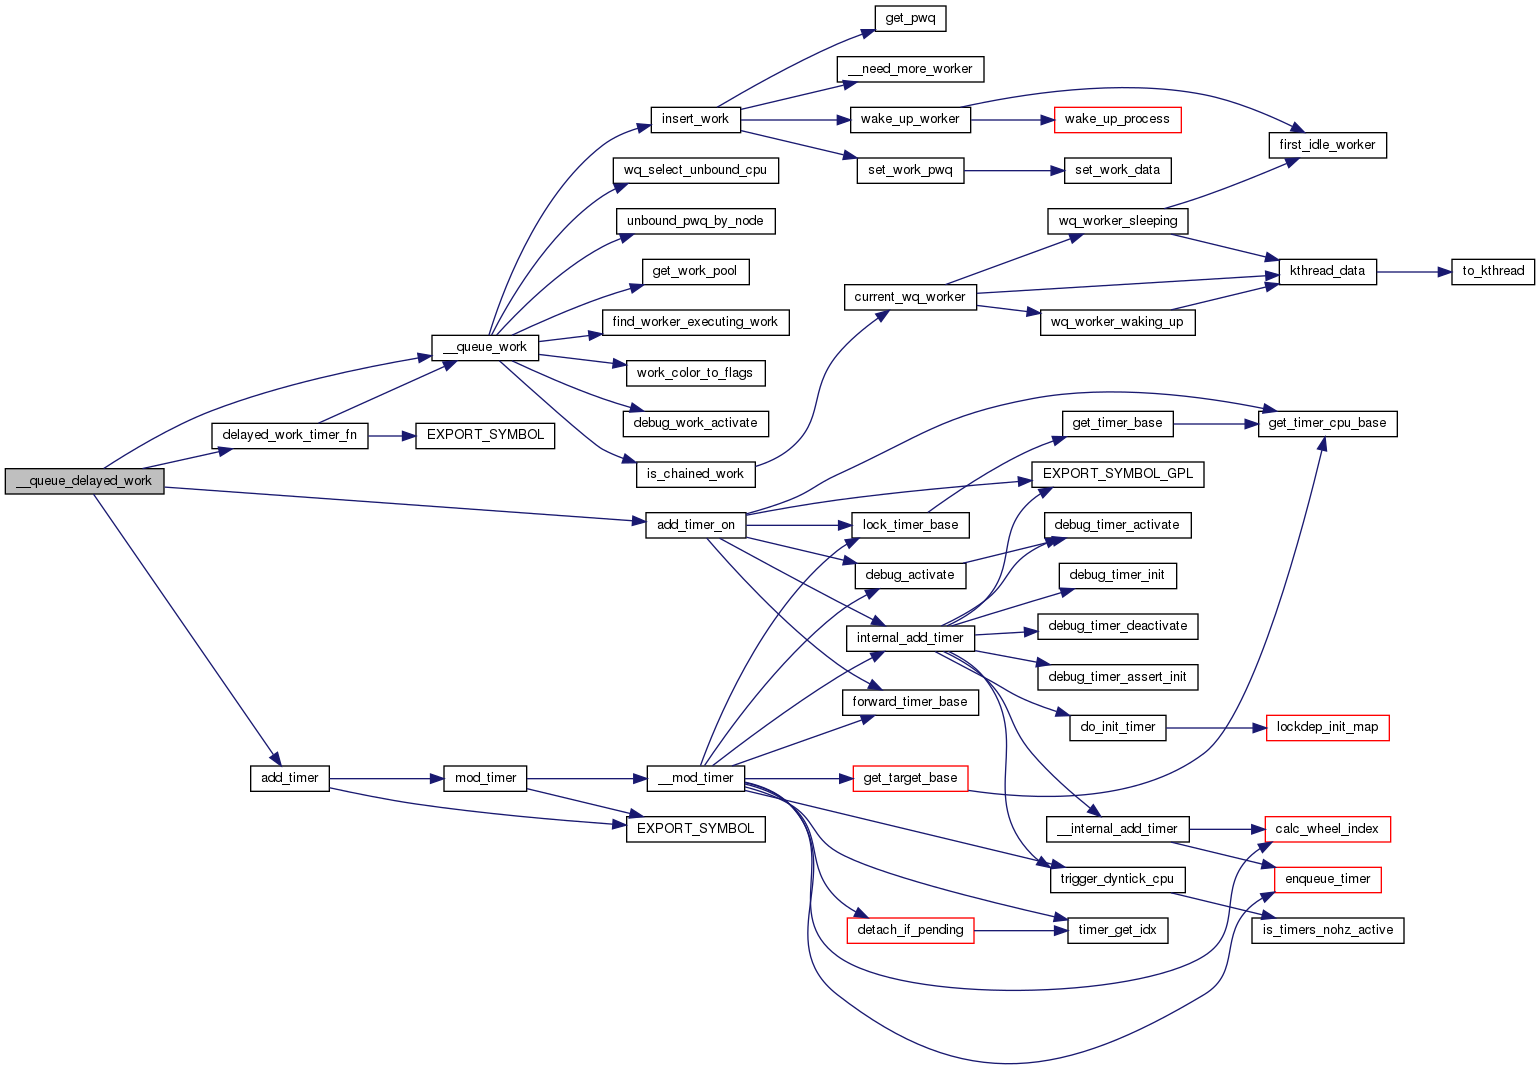 get_pwq
__need_more_worker
insert_work
wake_up_worker
wake_up_process
first_idle_worker
wq_select_unbound_cpu
set_work_pwq
set_work_data
unbound_pwq_by_node
wq_worker_sleeping
get_work_pool
kthread_data
to_kthread
current_wq_worker
find_worker_executing_work
wq_worker_waking_up
__queue_work
work_color_to_flags
debug_work_activate
get_timer_base
get_timer_cpu_base
delayed_work_timer_fn
EXPORT_SYMBOL
is_chained_work
EXPORT_SYMBOL_GPL
__queue_delayed_work
add_timer_on
lock_timer_base
debug_timer_activate
debug_activate
debug_timer_init
internal_add_timer
debug_timer_deactivate
debug_timer_assert_init
forward_timer_base
do_init_timer
lockdep_init_map
add_timer
mod_timer
__mod_timer
get_target_base
EXPORT_SYMBOL
__internal_add_timer
calc_wheel_index
trigger_dyntick_cpu
enqueue_timer
detach_if_pending
timer_get_idx
is_timers_nohz_active